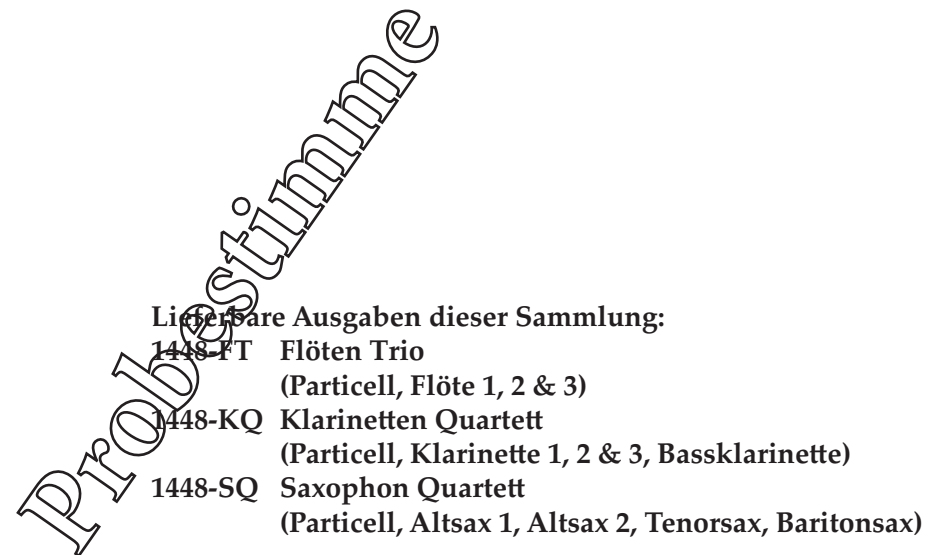 Probestimme
Lieferbare Ausgaben dieser Sammlung:
1448-FT Flöten Trio
(Particell, Flöte 1, 2 & 3)
1448-KQ Klarinetten Quartett
(Particell, Klarinette 1, 2 & 3, Bassklarinette)
1448-SQ Saxophon Quartett
(Particell, Altsax 1, Altsax 2, Tenorsax, Baritonsax)